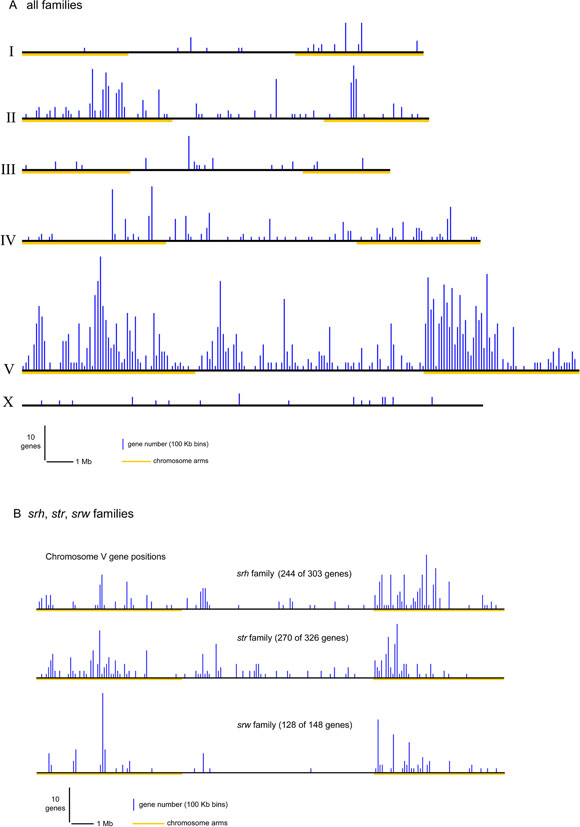 A all families
I
II
III
IV
V
X
10
genes
1 Mb
gene number (100 Kb bins)
chromosome arms
B srh, str, srw families
Chromosome V gene positions
srh family (244 of 303 genes)
str family (270 of 326 genes)
srw family (128 of 148 genes)
10
genes
1 Mb
gene number (100 Kb bins)
chromosome arms